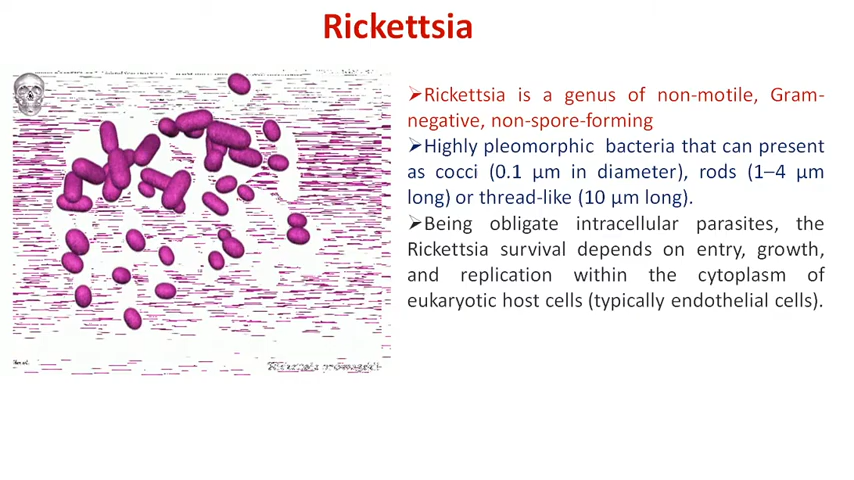 Rickettsia
➢Rickettsia is a genus of non-motile, Gram-
negative, non-spore-forming
➢Highly pleomorphic bacteria that can present
as cocci (0.1 μm in diameter), rods (1–4 μm
long) or thread-like (10 μm long).
➢Being obligate intracellular parasites, the
Rickettsia survival depends on entry, growth,
and replication within the cytoplasm of
eukaryotic host cells (typically endothelial cells).